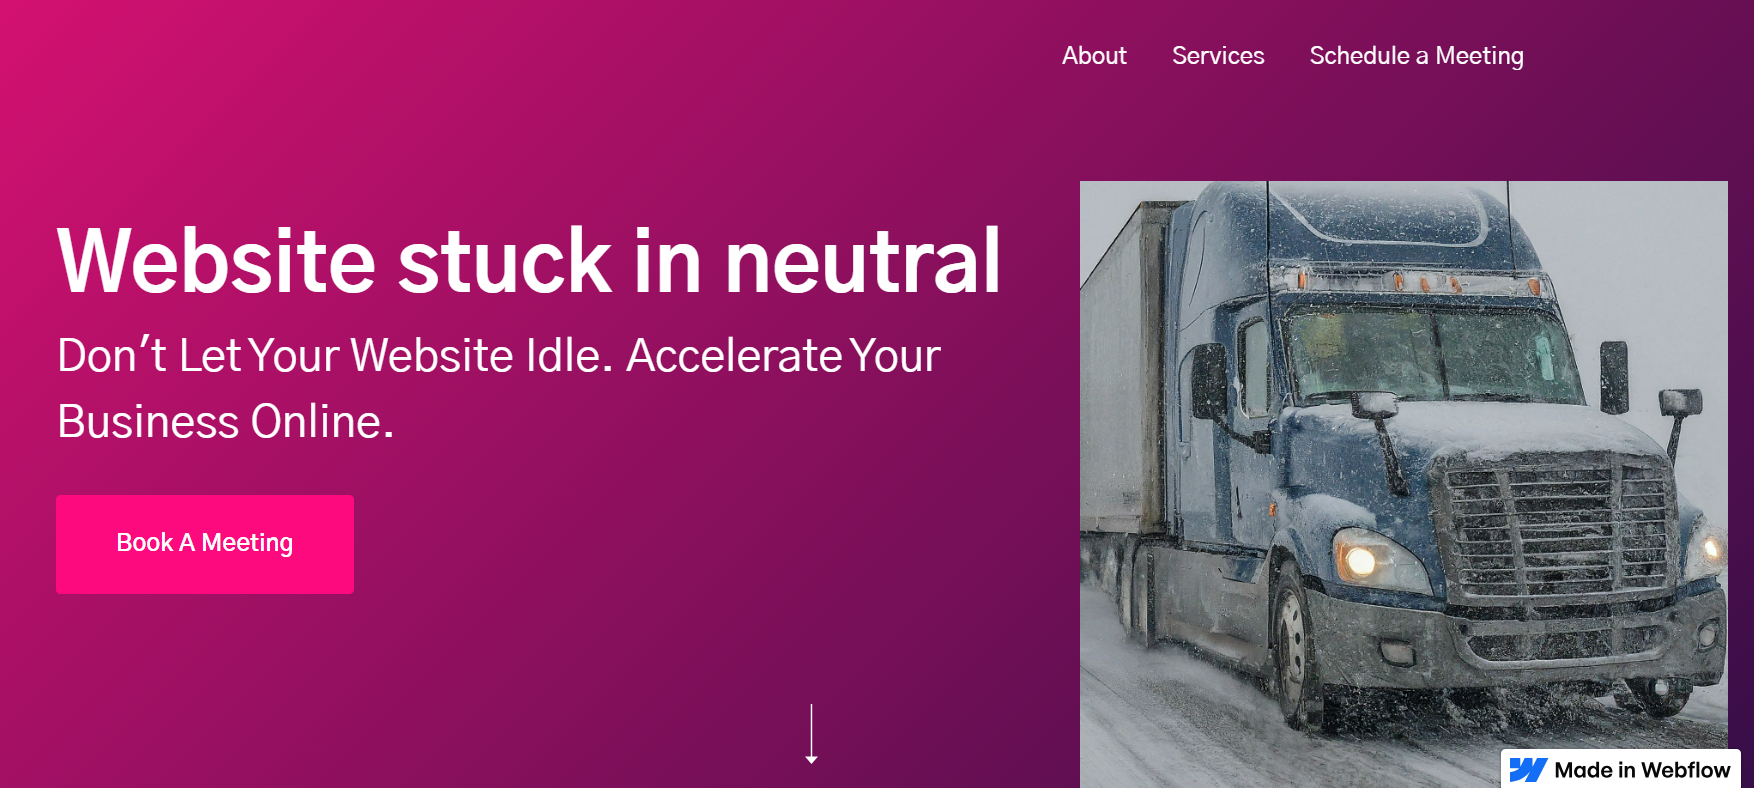 About
Services
Schedule a Meeting
Website stuck in neutral
Don't Let Your Website Idle. Accelerate Your
Business Online.
Book A Meeting
Made in Webflow